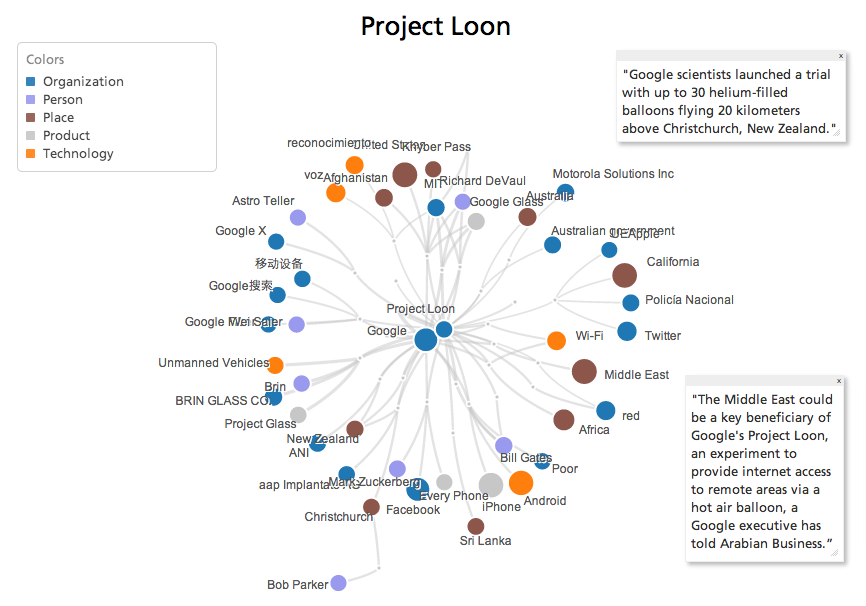 Project Loon
Colors
Organization
Person
Place
Product
Technology
x
"Google scientists launched a trial
with up to 30 helium-filled
balloons flying 20 kilometers
above Christchurch, New Zealand."
reconocimiento
United States
Khyber Pass
voz
Afghanistan
MIT
Richard DeVaul
Motorola Solutions Inc
Astro Teller
Google Glass
Australia
Google X
Australian government
UE
Apple
移动设备
California
Google搜索
Policía Nacional
Project Loon
Google
Google
Wi-Fi
Twitter
Unmanned Vehicles
Middle East
Brin
BRIN GLASS CO
red
Project Glass
Africa
New Zealand
ANI
Bill Gates
Poor
aap Implantate AG
Mark Zuckerberg
Every Phone
iPhone
Android
Christchurch
Facebook
Sri Lanka
Bob Parker
x
"The Middle East could
be a key beneficiary of
Google's Project Loon,
an experiment to
provide internet access
to remote areas via a
hot air balloon, a
Google executive has
told Arabian Business.”